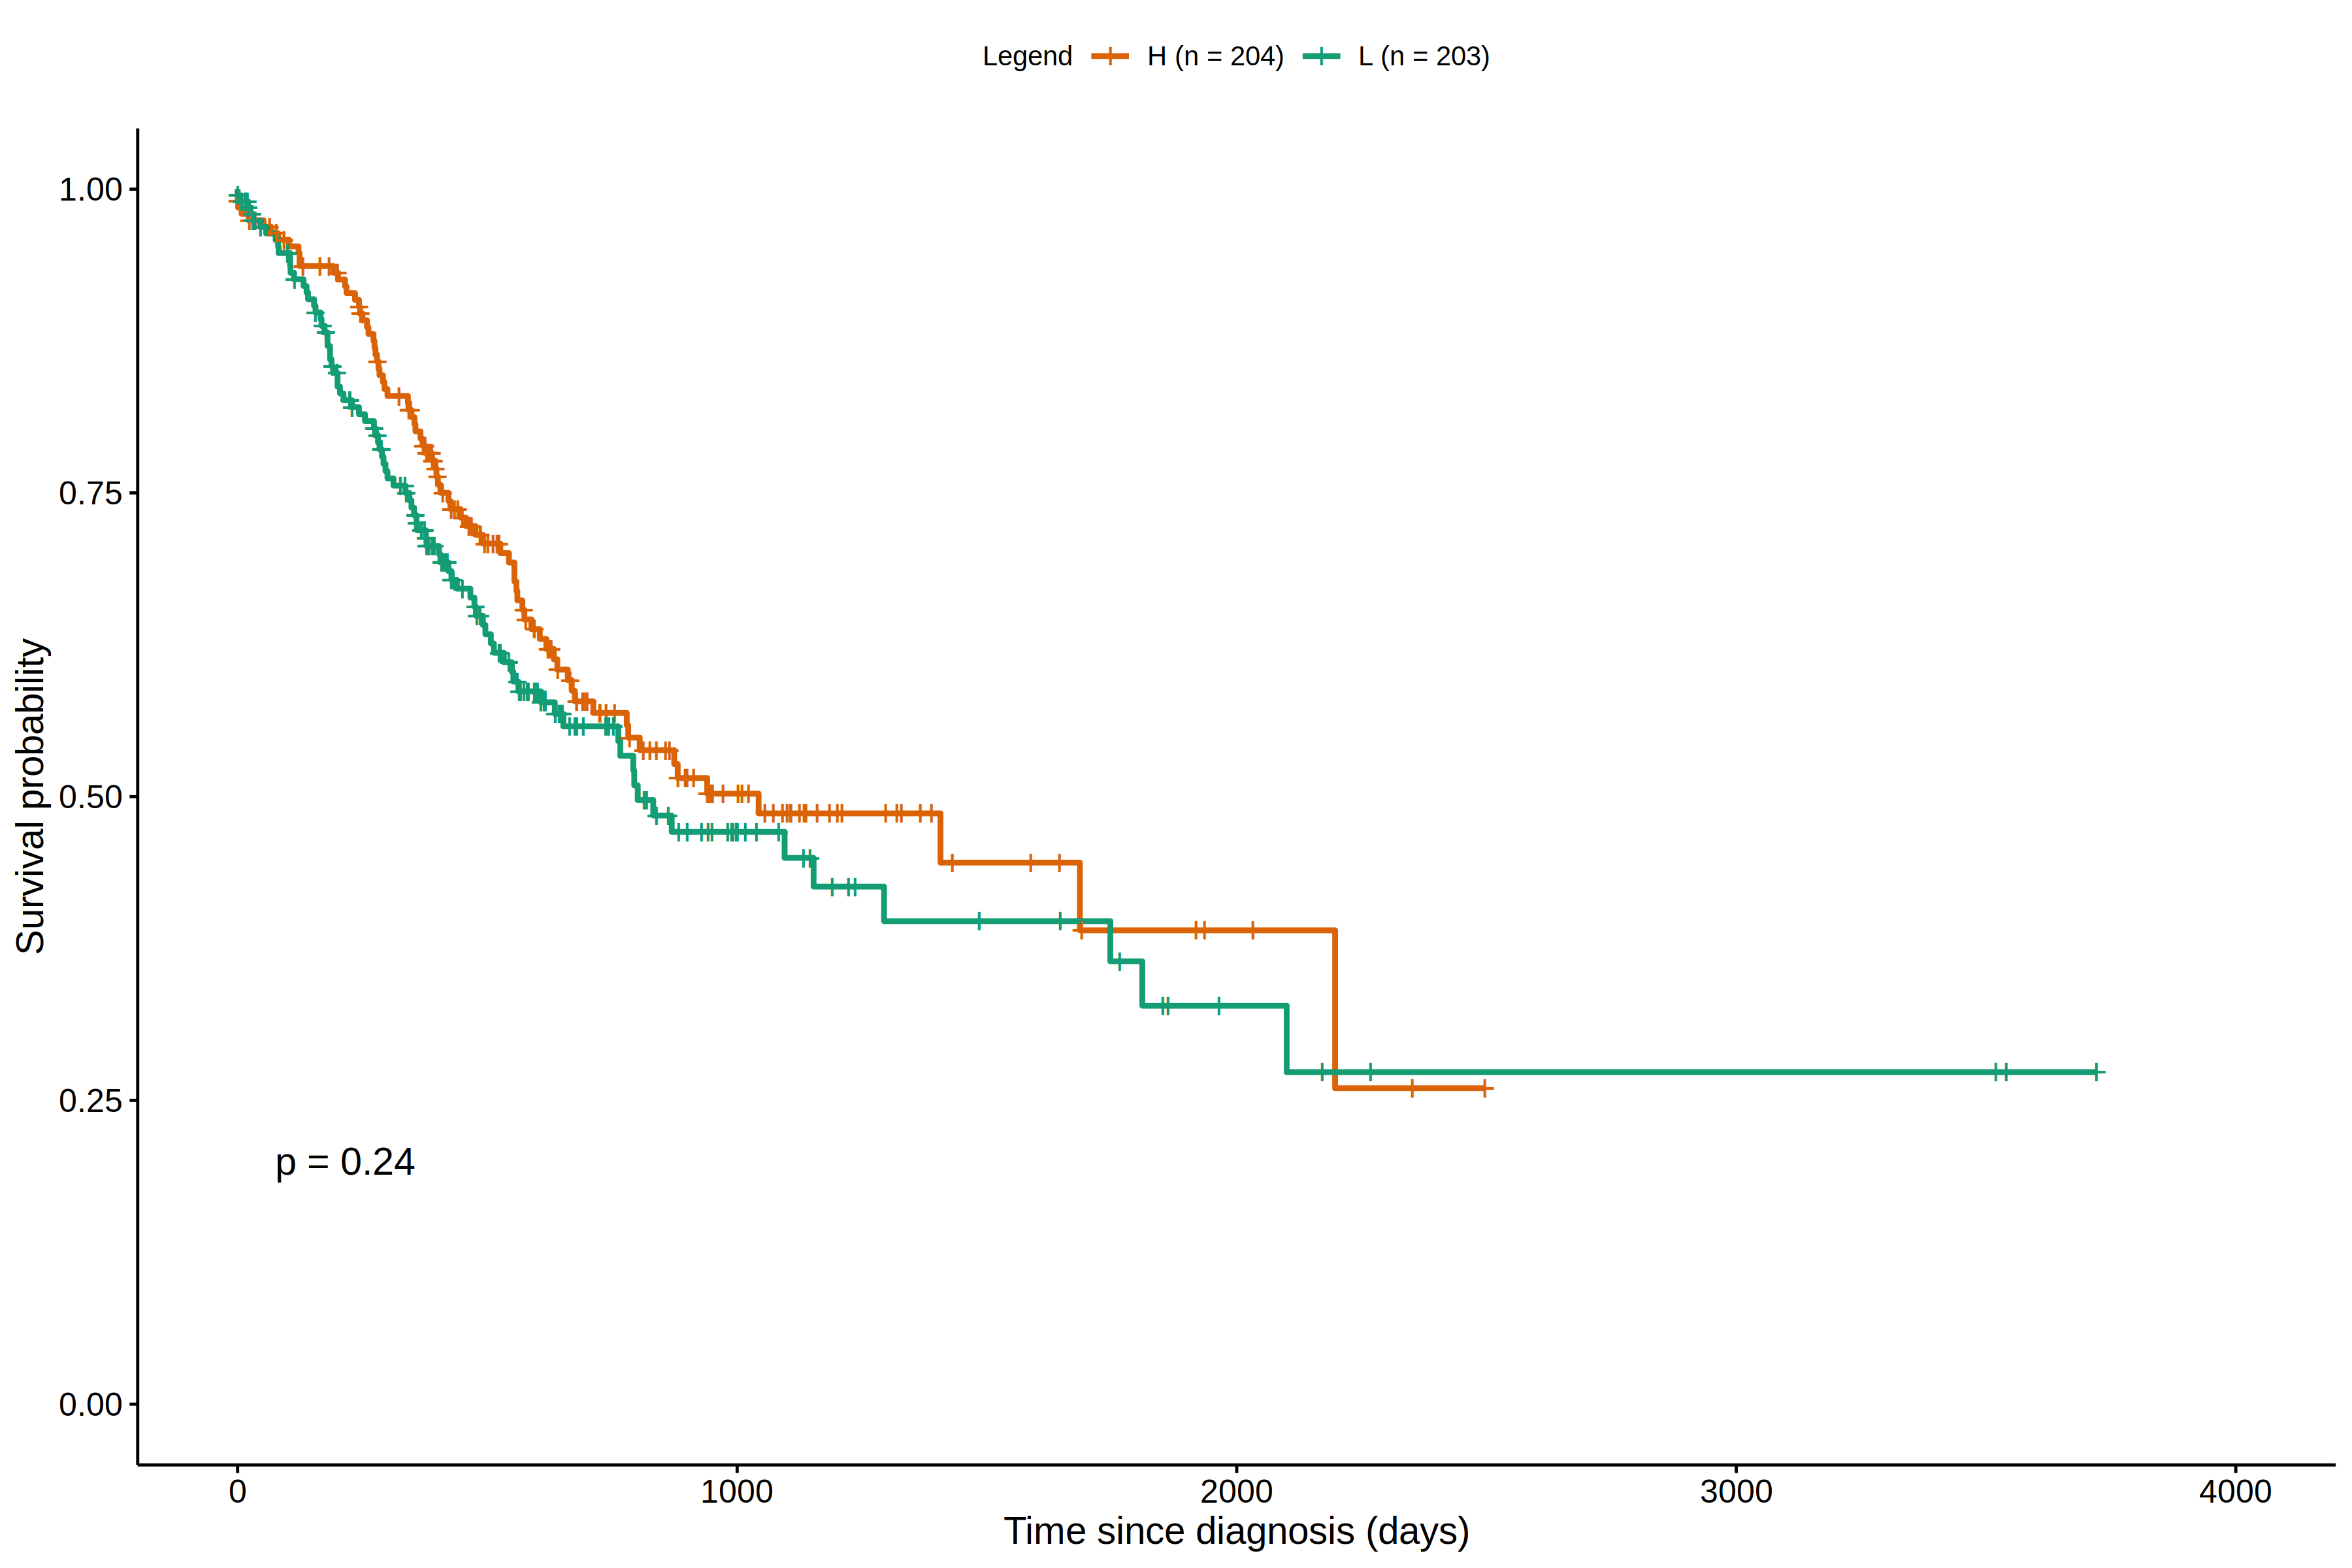 Legend H (n = 204) L (n = 203)
1.00
0.75
0.50
0.25
0.00
Survival probability
p = 0.24
0 1000 2000 3000 4000
Time since diagnosis (days)